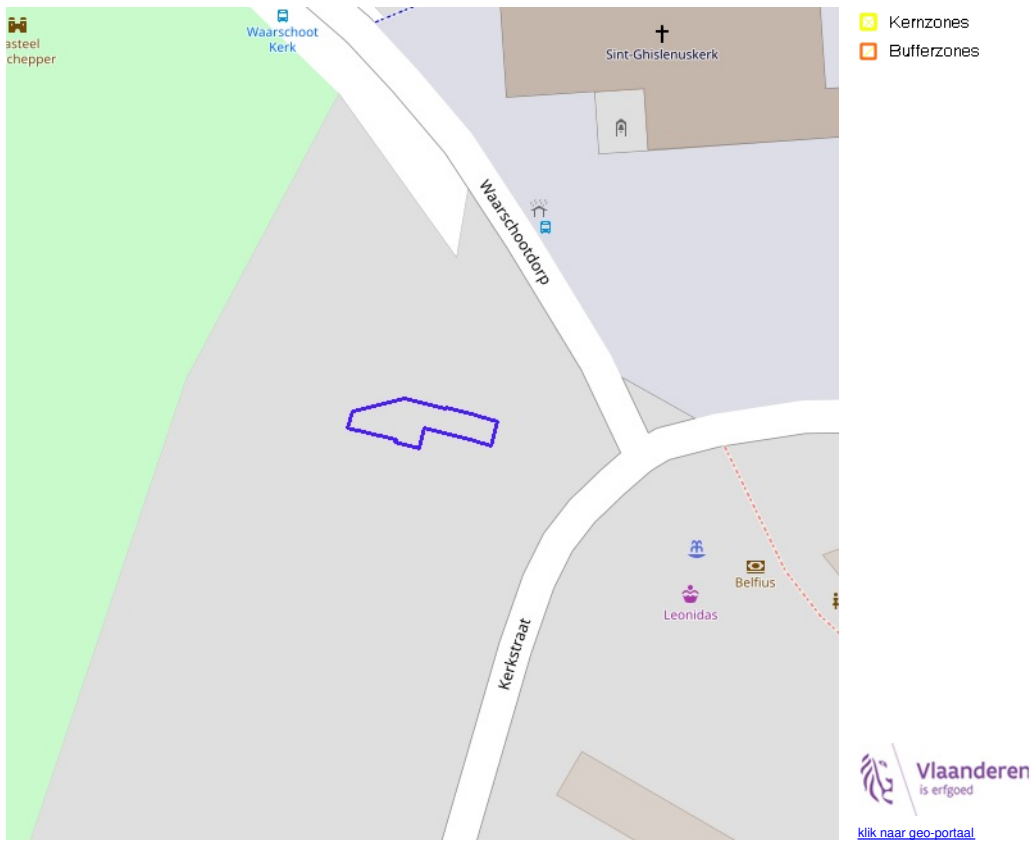 asteel
chepper
Waarschoot
Kerk
Sint-Ghislenuskerk
Waarschootdorp
Belfius
Leonidas
Kerkstraat
Kernzones
Bufferzones
Vlaanderen
is erfgoed
klik naar geo-portaal